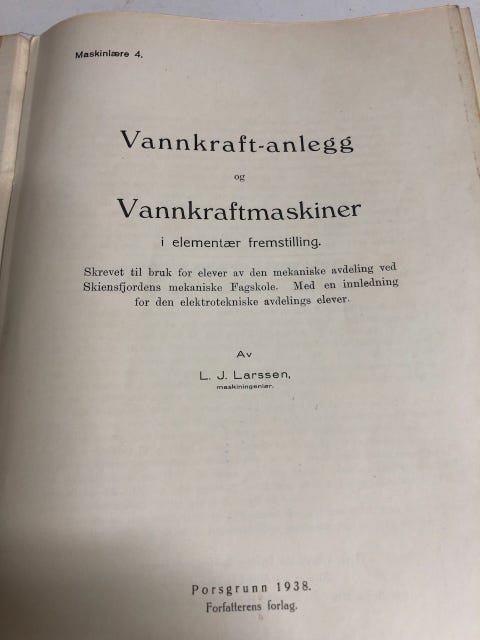 Maskinlære 4.
Vannkraft-anlegg
og
Vannkraftmaskiner
i elementær fremstilling.
Skrevet til bruk for elever av den mekaniske avdeling ved
Skiensfjordens mekaniske Fagskole. Med en innledning
for den elektrotekniske avdelings elever.
Av
L. J. Larssen,
maskiningeniør.
Porsgrunn 1938.
Forfatterens forlag.